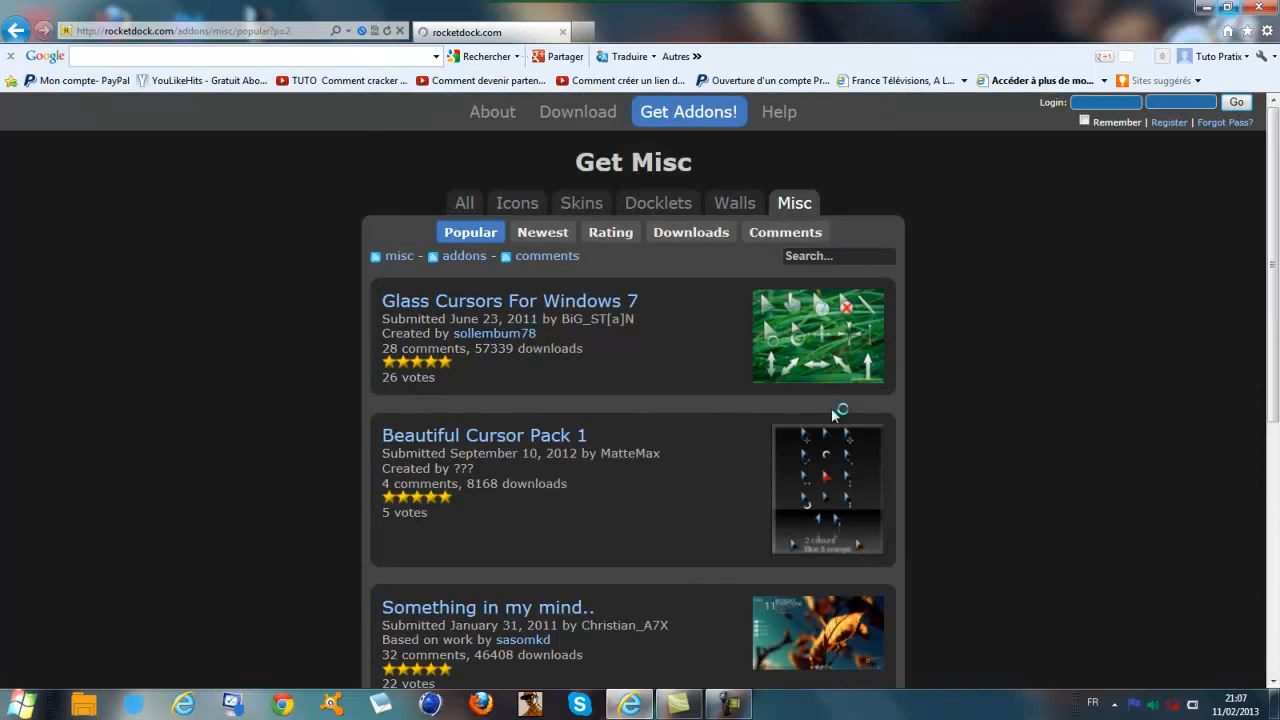 http://rocketdock.com/addons/misc/popular?p=2
rocketdock.com
Google
Rechercher
Partager
Traduire
Autres »
+1
0
Tuto Pratix
Mon compte- PayPal
YouLikeHits - Gratuit Abo...
TUTO Comment cracker ...
Comment devenir parten...
Comment créer un lien d...
Ouverture d'un compte Pr...
France Télévisions, A L...
Accéder à plus de mo...
Sites suggérés
About
Download
Get Addons!
Help
Login:
Go
Remember | Register | Forgot Pass?
Get Misc
All
Icons
Skins
Docklets
Walls
Misc
Popular
Newest
Rating
Downloads
Comments
misc - addons - comments
Search...
Glass Cursors For Windows 7
Submitted June 23, 2011 by BiG_ST[a]N
Created by sollembum78
28 comments, 57339 downloads
26 votes
Beautiful Cursor Pack 1
Submitted September 10, 2012 by MatteMax
Created by ???
4 comments, 8168 downloads
5 votes
2 colours
Blue & orange
Something in my mind..
Submitted January 31, 2011 by Christian_A7X
Based on work by sasomkd
32 comments, 46408 downloads
22 votes
11
FR
21:07
11/02/2013